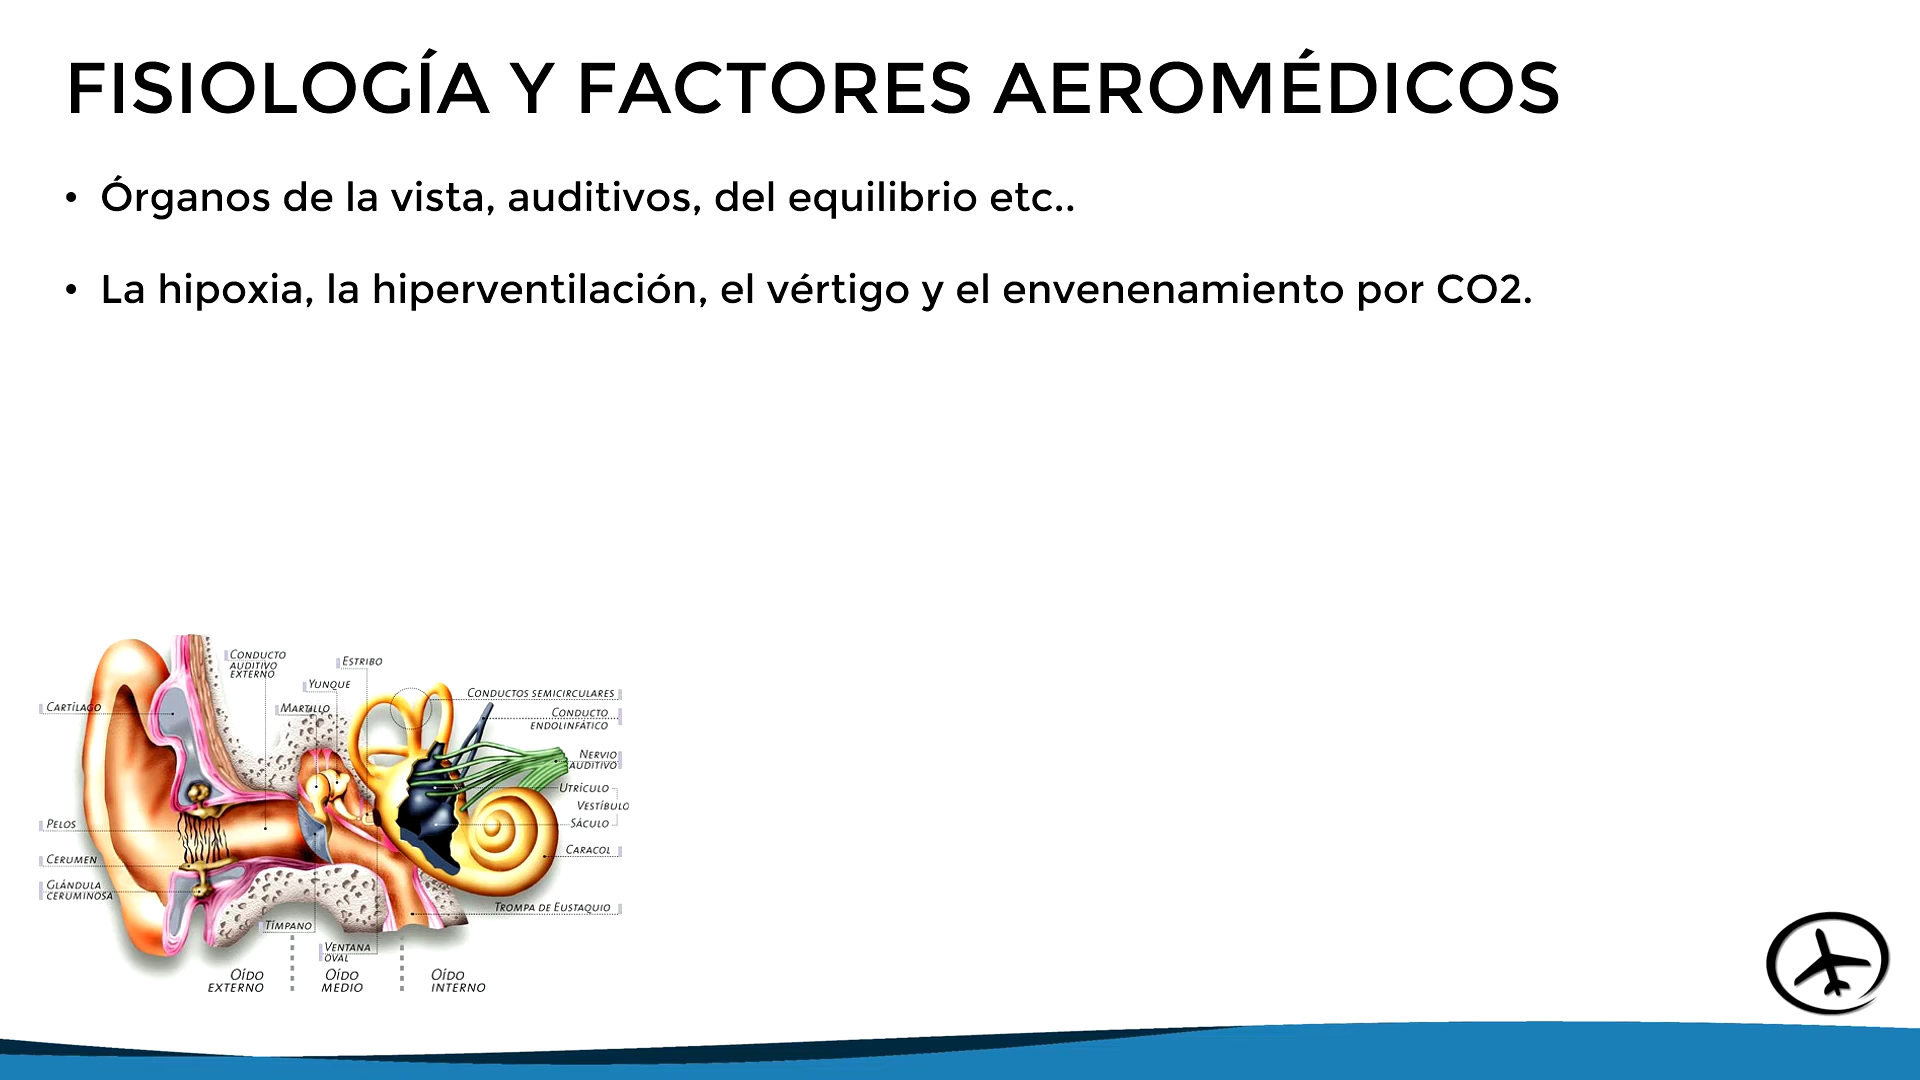 FISIOLOGÍA Y FACTORES AEROMÉDICOS
• Órganos de la vista, auditivos, del equilibrio etc..
• La hipoxia, la hiperventilación, el vértigo y el envenenamiento por CO2.
CONDUCTO
AUDITIVO
EXTERNO
ESTRIBO
YUNQUE
MARTILLO
CARTÍLAGO
CONDUCTOS SEMICIRCULARES
CONDUCTO
ENDOLINFÁTICO
NERVIO
AUDITIVO
UTRÍCULO
VESTÍBULO
SÁCULO
PELOS
CARACOL
CERUMEN
GLÁNDULA
CERUMINOSA
TROMPA DE EUSTAQUIO
TÍMPANO
VENTANA
OVAL
OÍDO
EXTERNO
OÍDO
MEDIO
OÍDO
INTERNO